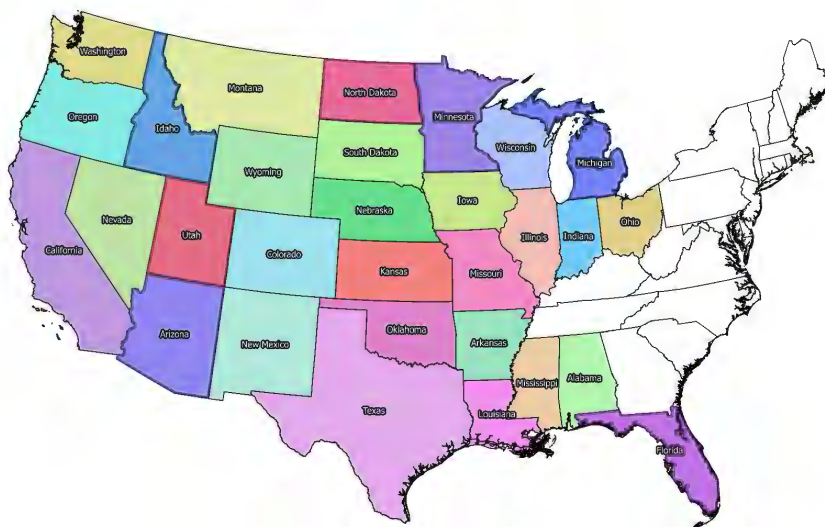 Washington
Montana
North Dakota
Minnesota
Oregon
Idaho
Wisconsin
South Dakota
Michigan
Wyoming
Nebraska
Iowa
Nevada
Utah
Illinois
Indiana
Ohio
California
Colorado
Kansas
Missouri
Arizona
New Mexico
Oklahoma
Arkansas
Mississippi
Alabama
Texas
Louisiana
Florida